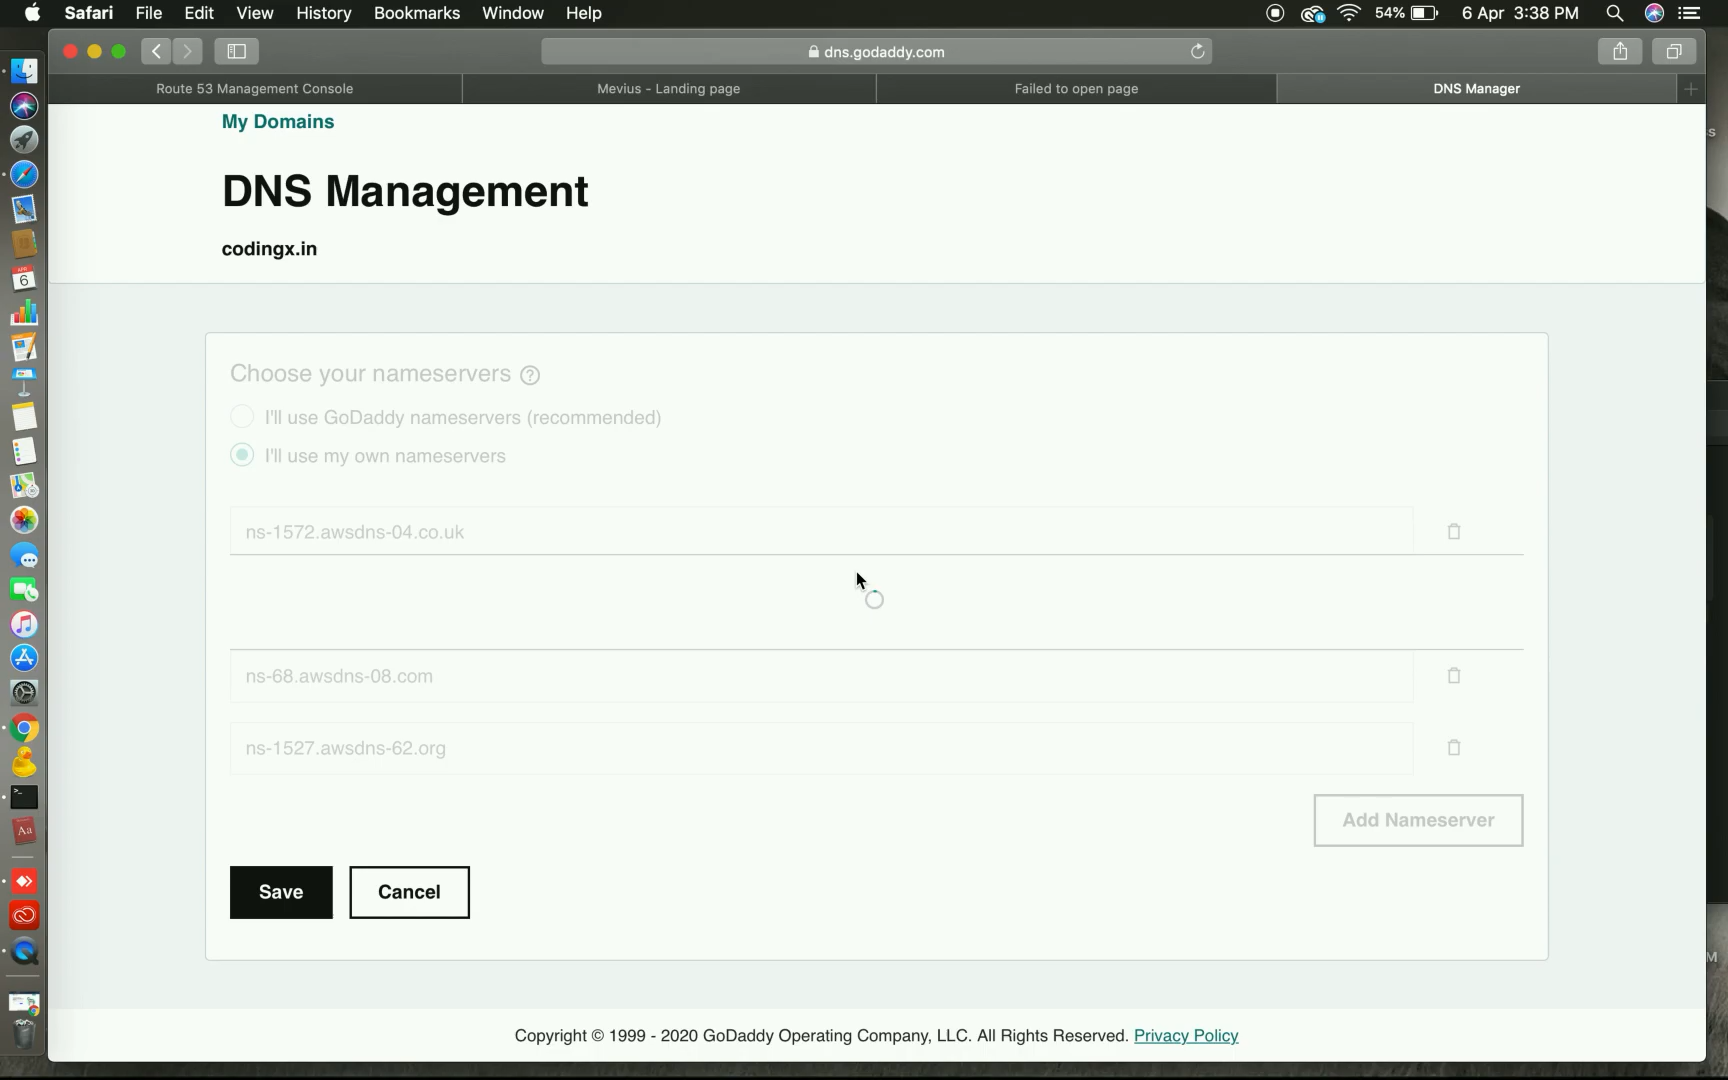 Safari File Edit View History Bookmarks Window Help 54% 6 Apr 3:38 PM
dns.godaddy.com
Route 53 Management Console Mevius - Landing page Failed to open page DNS Manager
My Domains
DNS Management
codingx.in
Choose your nameservers ?
I'll use GoDaddy nameservers (recommended)
I'll use my own nameservers
ns-1572.awsdns-04.co.uk
ns-68.awsdns-08.com
ns-1527.awsdns-62.org
Add Nameserver
Save Cancel
Copyright © 1999 - 2020 GoDaddy Operating Company, LLC. All Rights Reserved. Privacy Policy